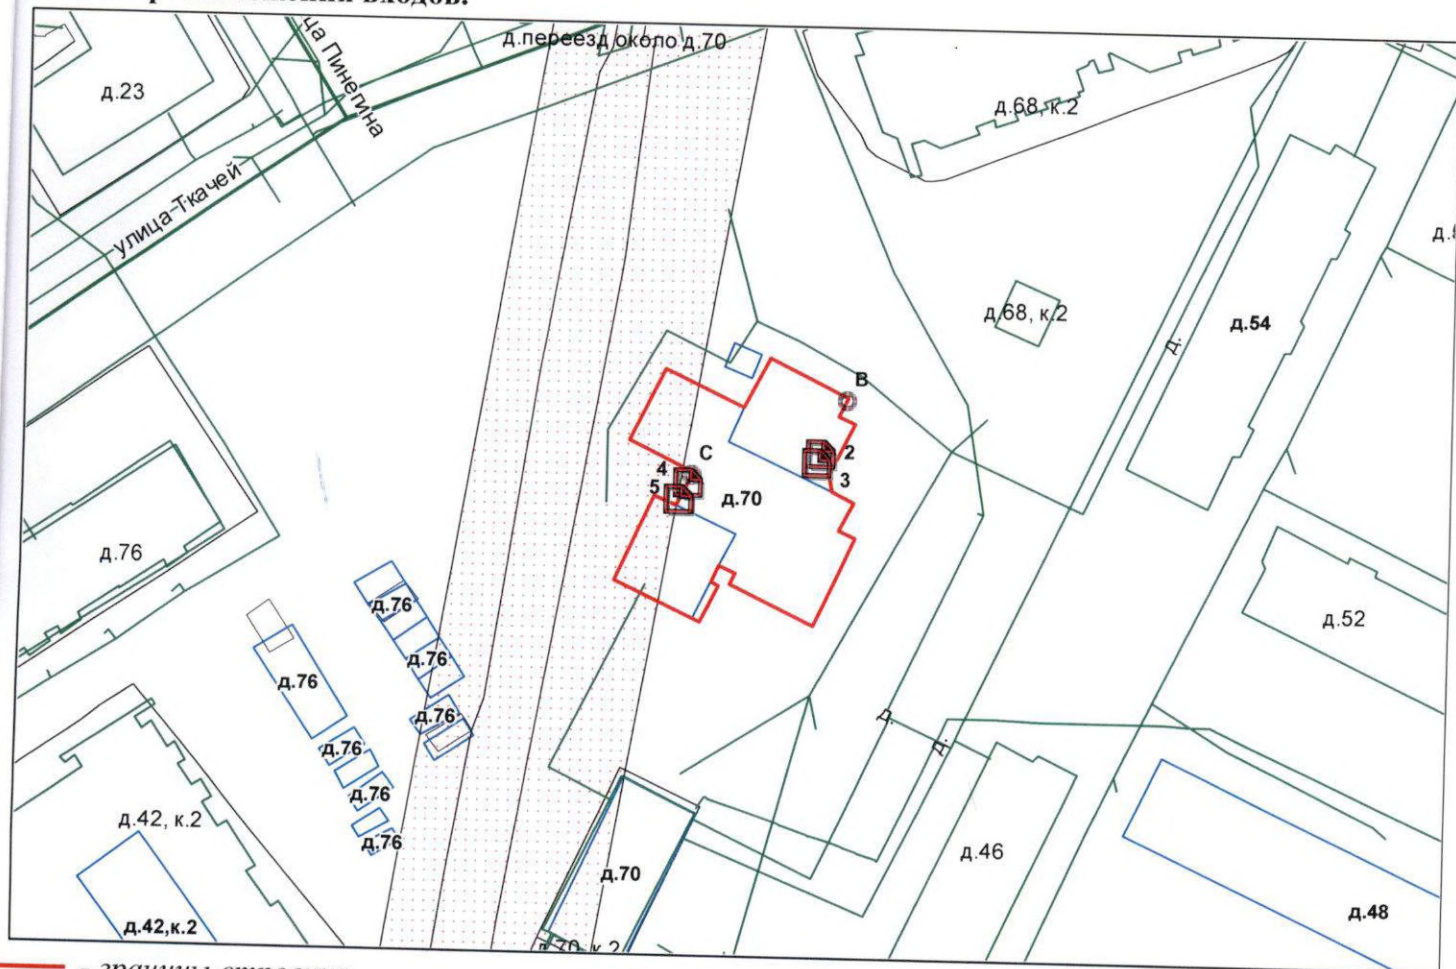 входов.
д.переезд около д.70
ца Пинегина
д.23
д.68, к.2
улица Ткачей
д.68, к.2
д.54
д.
В
2
С
4
3
5
д.70
д.76
д.76
д.52
д.76
д.76
д.76
д.
д.
д.76
д.76
д.42, к.2
д.76
д.46
д.70
д.48
д.42,к.2
д.70 к.2